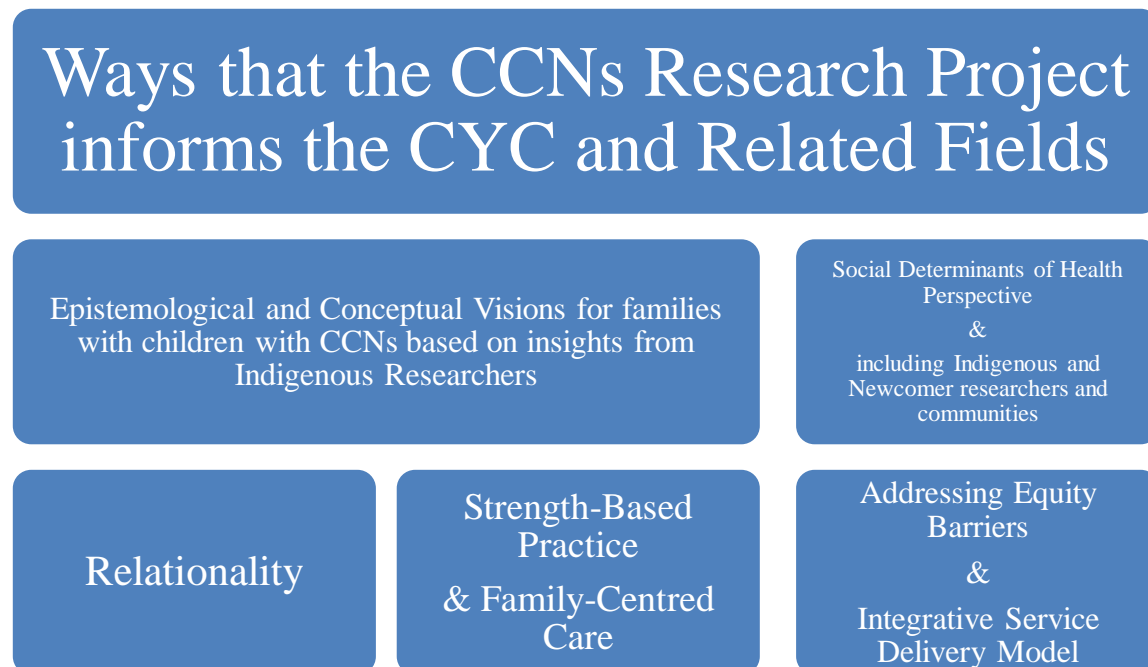 Ways that the CCNs Research Project
informs the CYC and Related Fields
Epistemological and Conceptual Visions for families
with children with CCNs based on insights from
Indigenous Researchers
Social Determinants of Health
Perspective
&
including Indigenous and
Newcomer researchers and
communities
Relationality
Strength-Based
Practice
& Family-Centred
Care
Addressing Equity
Barriers
&
Integrative Service
Delivery Model